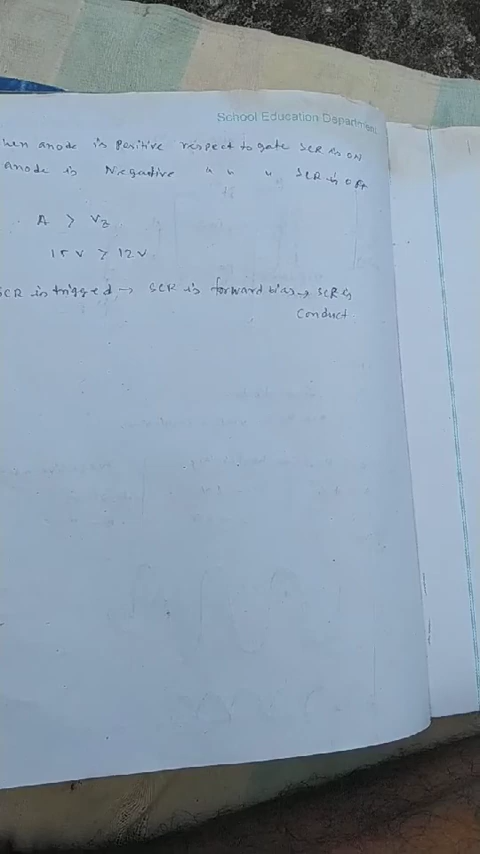 School Education Department
hen anode is positive respect to gate SCR is ON
Anode is Negative " " " SCR is OFF
A > Vz
15 V > 12 V
SCR is trigged → SCR is forward bias → SCR is
conduct